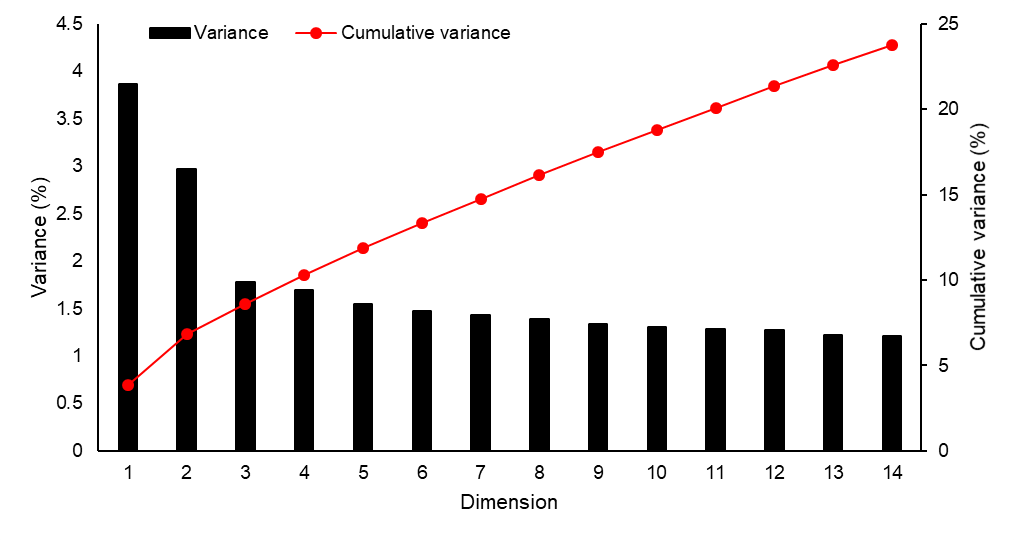 Variance
Cumulative variance
Variance (%)
4.5
4
3.5
3
2.5
2
1.5
1
0.5
0
25
20
15
10
5
0
Cumulative variance (%)
1 2 3 4 5 6 7 8 9 10 11 12 13 14
Dimension